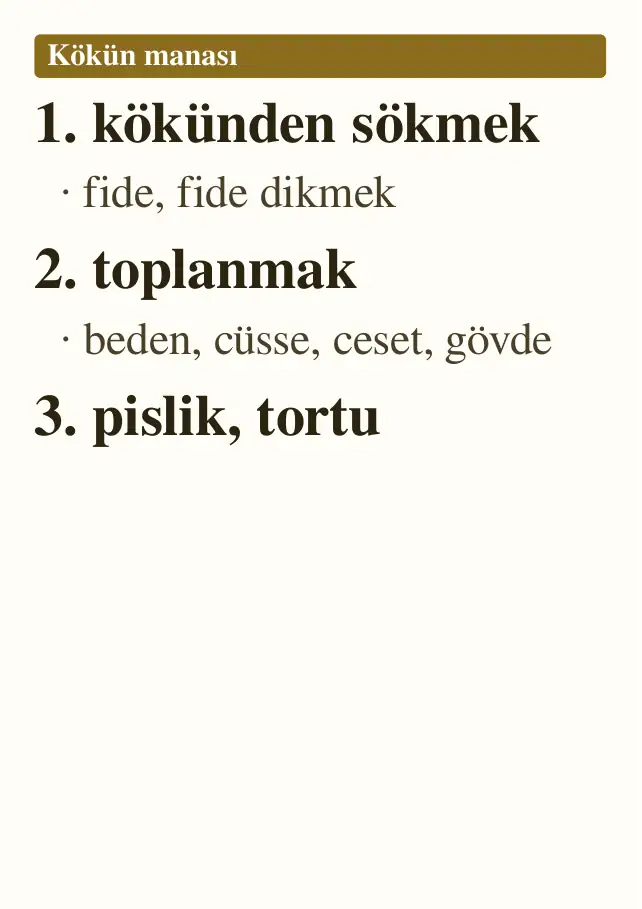 Kökün manası
1. kökünden sökmek
· fide, fide dikmek
2. toplanmak
· beden, cüsse, ceset, gövde
3. pislik, tortu